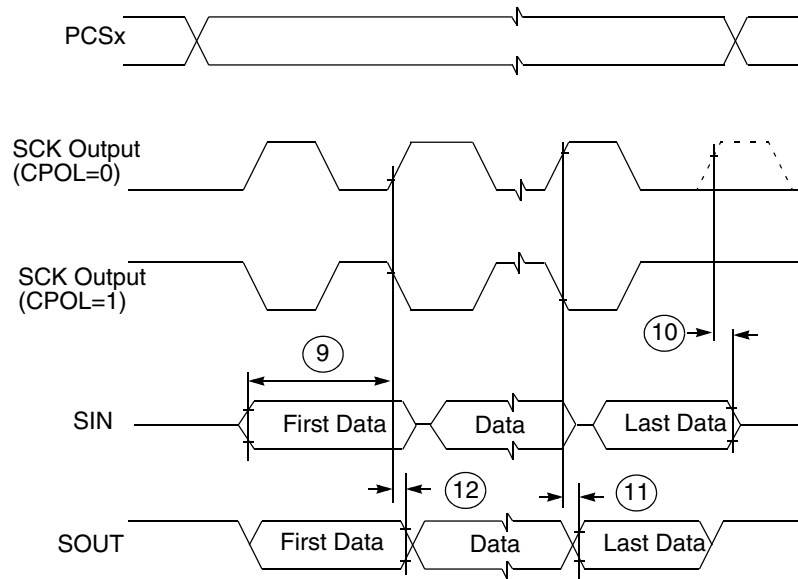 PCSx
SCK Output
(CPOL=0)
SCK Output
(CPOL=1)
9
10
SIN
First Data
Data
Last Data
12
11
SOUT
First Data
Data
Last Data